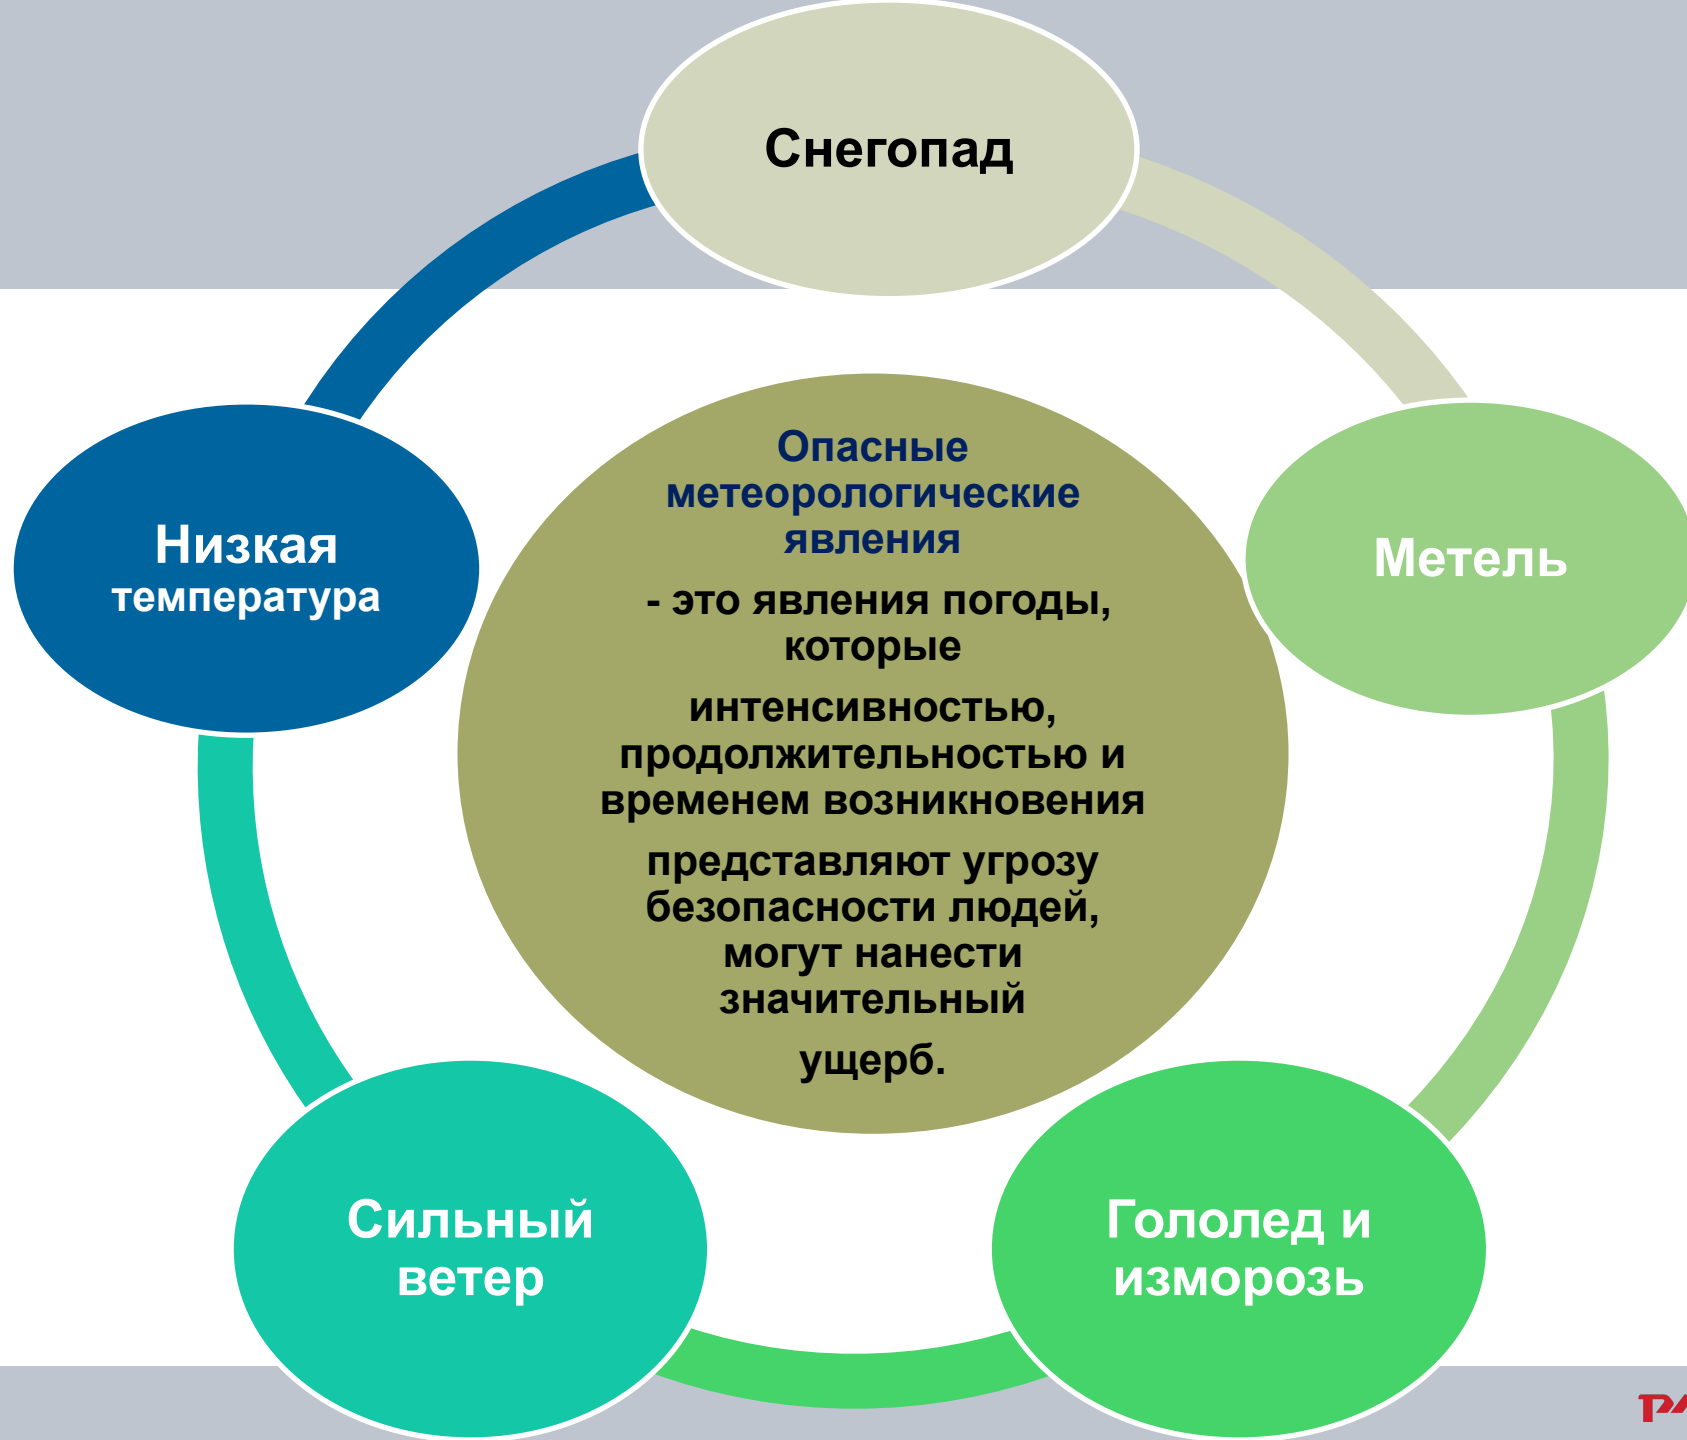 Снегопад
Опасные
метеорологические
явления
- это явления погоды,
которые
интенсивностью,
продолжительностью и
временем возникновения
представляют угрозу
безопасности людей,
могут нанести
значительный
ущерб.
Низкая
температура
Метель
Сильный
ветер
Гололед и
изморозь